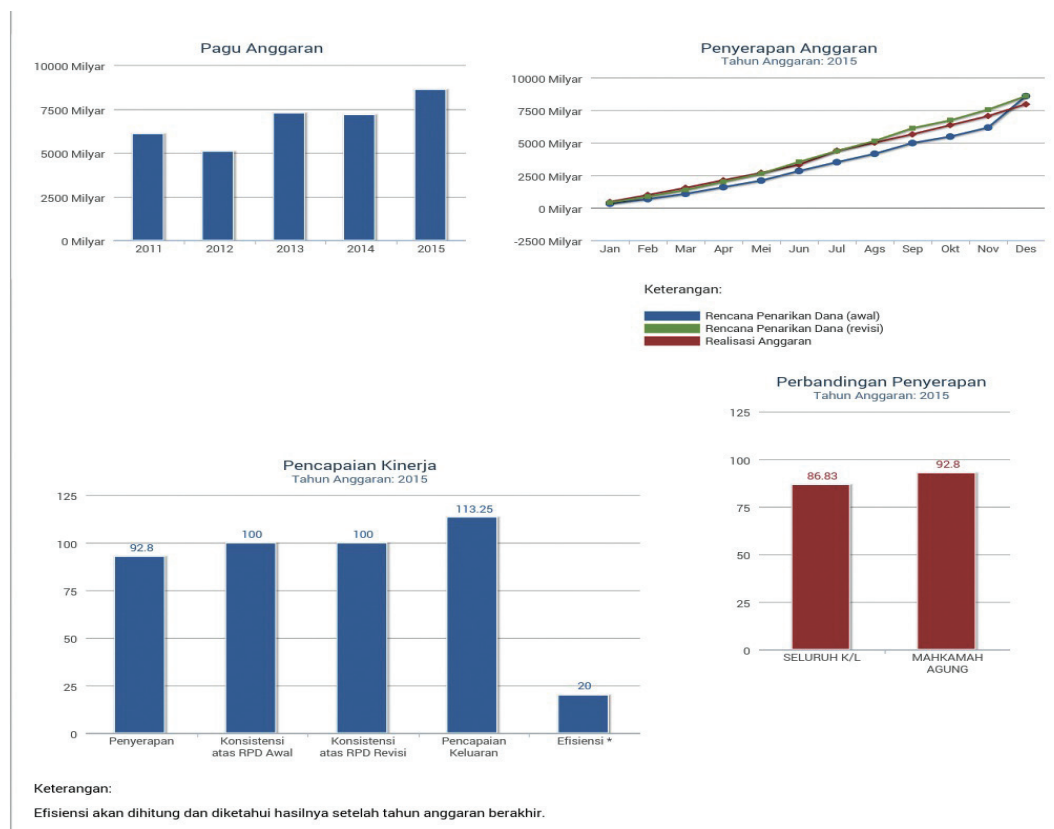 Pagu Anggaran
10000 Milyar
7500 Milyar
5000 Milyar
2500 Milyar
0 Milyar
2011 2012 2013 2014 2015
Penyerapan Anggaran
Tahun Anggaran: 2015
10000 Milyar
7500 Milyar
5000 Milyar
2500 Milyar
0 Milyar
-2500 Milyar
Jan Feb Mar Apr Mei Jun Jul Ags Sep Okt Nov Des
Keterangan:
Rencana Penarikan Dana (awal)
Rencana Penarikan Dana (revisi)
Realisasi Anggaran
Perbandingan Penyerapan
Tahun Anggaran: 2015
125
100
75
50
25
0
86.83
92.8
SELURUH K/L
MAHKAMAH
AGUNG
Pencapaian Kinerja
Tahun Anggaran: 2015
125
100
75
50
25
0
92.8
100
100
113.25
20
Penyerapan
Konsistensi
atas RPD Awal
Konsistensi
atas RPD Revisi
Pencapaian
Keluaran
Efisiensi *
Keterangan:
Efisiensi akan dihitung dan diketahui hasilnya setelah tahun anggaran berakhir.